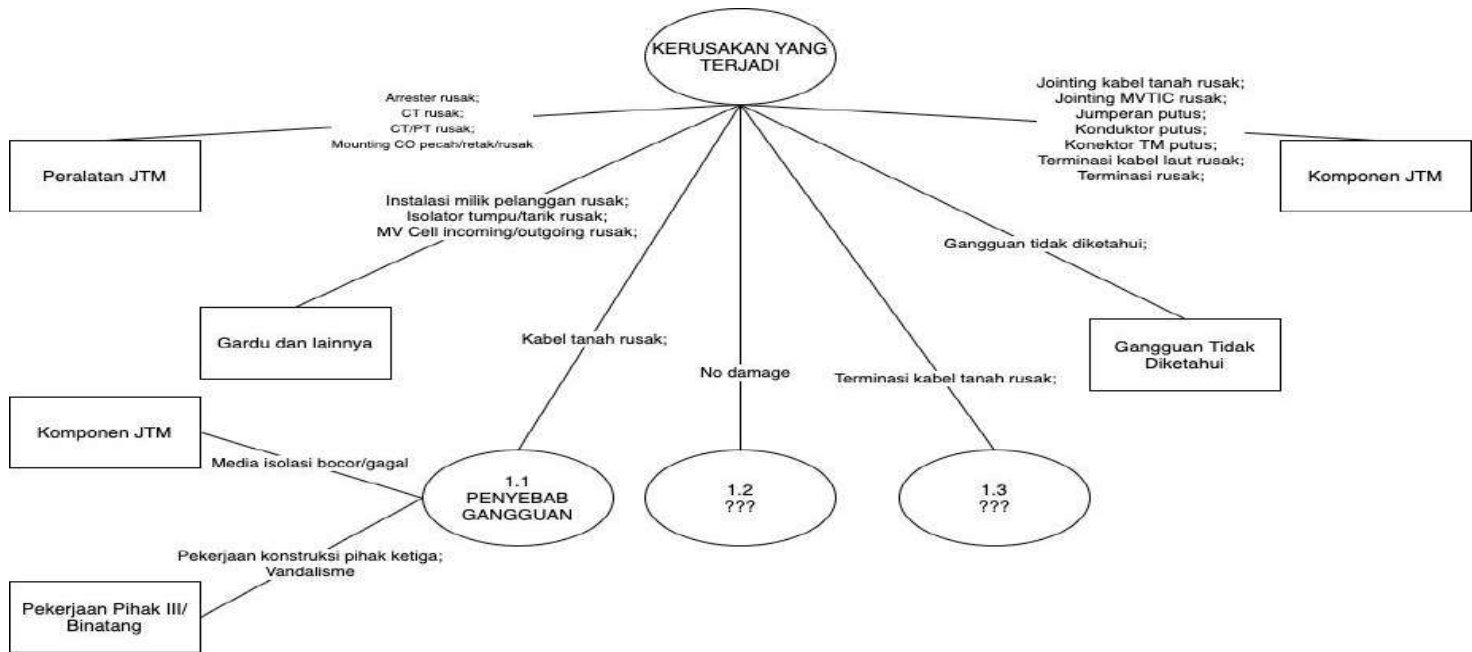 KERUSAKAN YANG
TERJADI
Arrester rusak;
CT rusak;
CT/PT rusak;
Mounting CO pecah/retak/rusak
Jointing kabel tanah rusak;
Jointing MVTIC rusak;
Jumperan putus;
Konduktor putus;
Konektor TM putus;
Terminasi kabel laut rusak;
Terminasi rusak;
Peralatan JTM
Komponen JTM
Instalasi milik pelanggan rusak;
Isolator tumpu/tarik rusak;
MV Cell incoming/outgoing rusak;
Gangguan tidak diketahui;
Gardu dan lainnya
Kabel tanah rusak;
No damage
Terminasi kabel tanah rusak;
Gangguan Tidak
Diketahui
Komponen JTM
Media isolasi bocor/gagal
1.1
PENYEBAB
GANGGUAN
1.2
???
1.3
???
Pekerjaan konstruksi pihak ketiga;
Vandalisme
Pekerjaan Pihak III/
Binatang